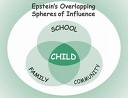 Epstein's Overlapping
Spheres of Influence
SCHOOL
CHILD
FAMILY
COMMUNITY